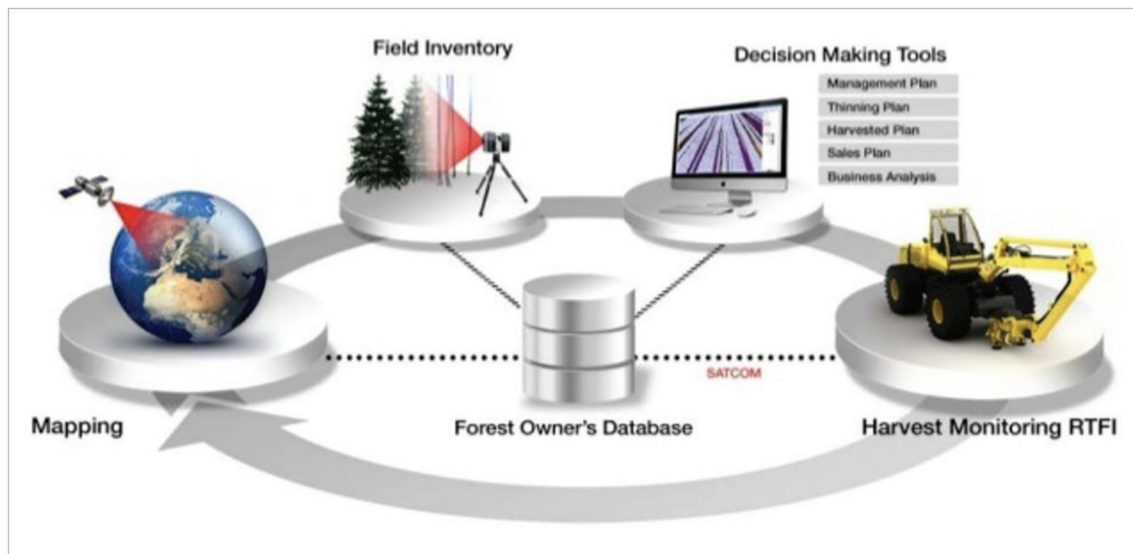 Field Inventory
Decision Making Tools
Management Plan
Thinning Plan
Harvested Plan
Sales Plan
Business Analysis
SATCOM
Mapping
Forest Owner's Database
Harvest Monitoring RTFI